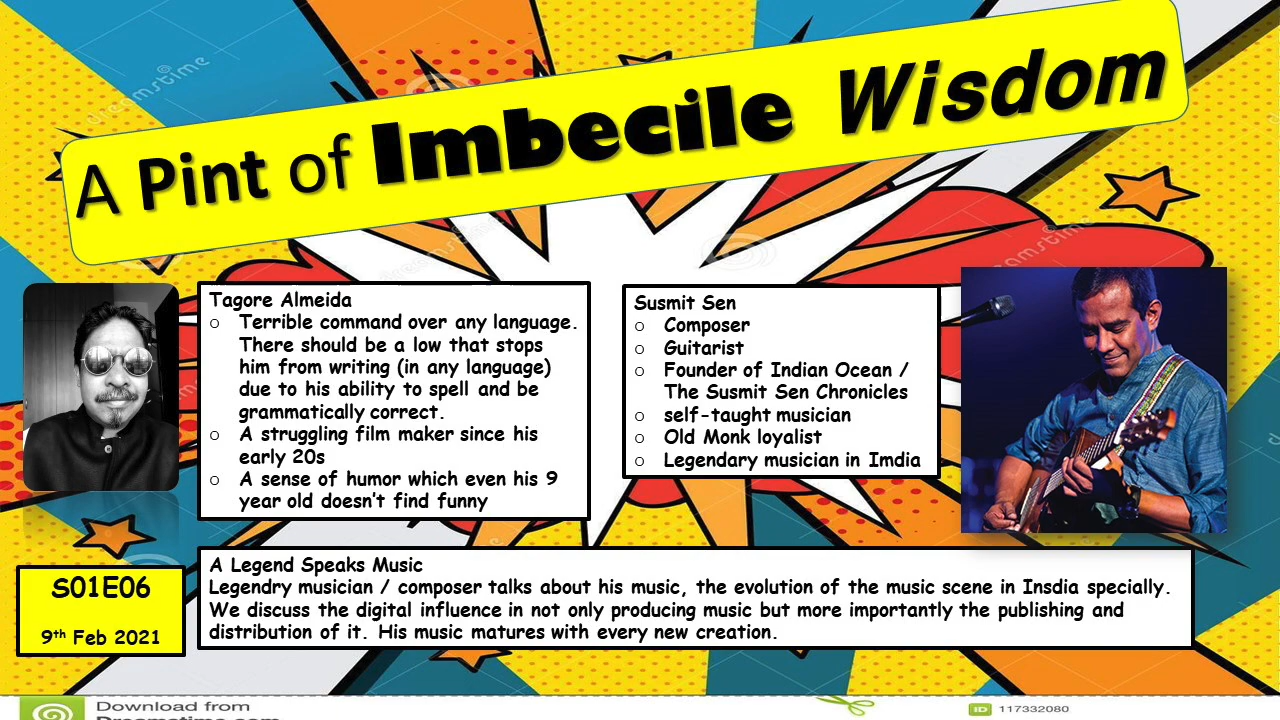 A Pint of Imbecile Wisdom
Tagore Almeida
o Terrible command over any language.
There should be a low that stops
him from writing (in any language)
due to his ability to spell and be
grammatically correct.
o A struggling film maker since his
early 20s
o A sense of humor which even his 9
year old doesn't find funny
Susmit Sen
o Composer
o Guitarist
o Founder of Indian Ocean /
The Susmit Sen Chronicles
o self-taught musician
o Old Monk loyalist
o Legendary musician in Imdia
S01E06
9th Feb 2021
A Legend Speaks Music
Legendry musician / composer talks about his music, the evolution of the music scene in Insdia specially.
We discuss the digital influence in not only producing music but more importantly the publishing and
distribution of it. His music matures with every new creation.
dreamstime
Download from
Dreamstime.com
ID 117332080